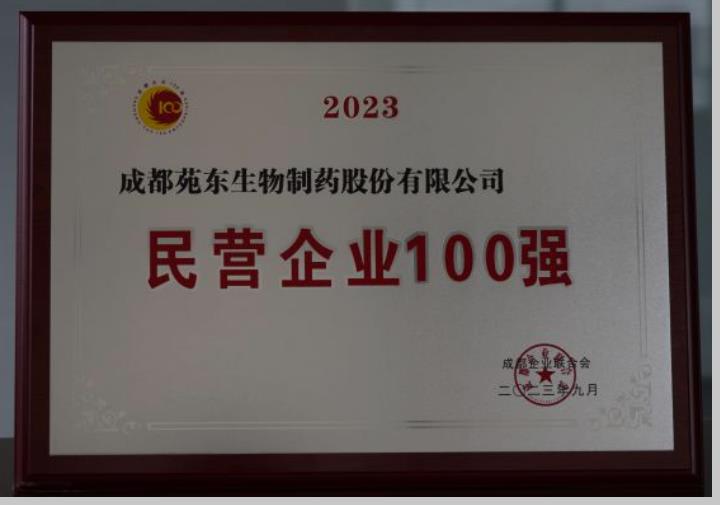 2023
成都苑东生物制药股份有限公司
民营企业100强
成都企业联合会
二〇二三年九月